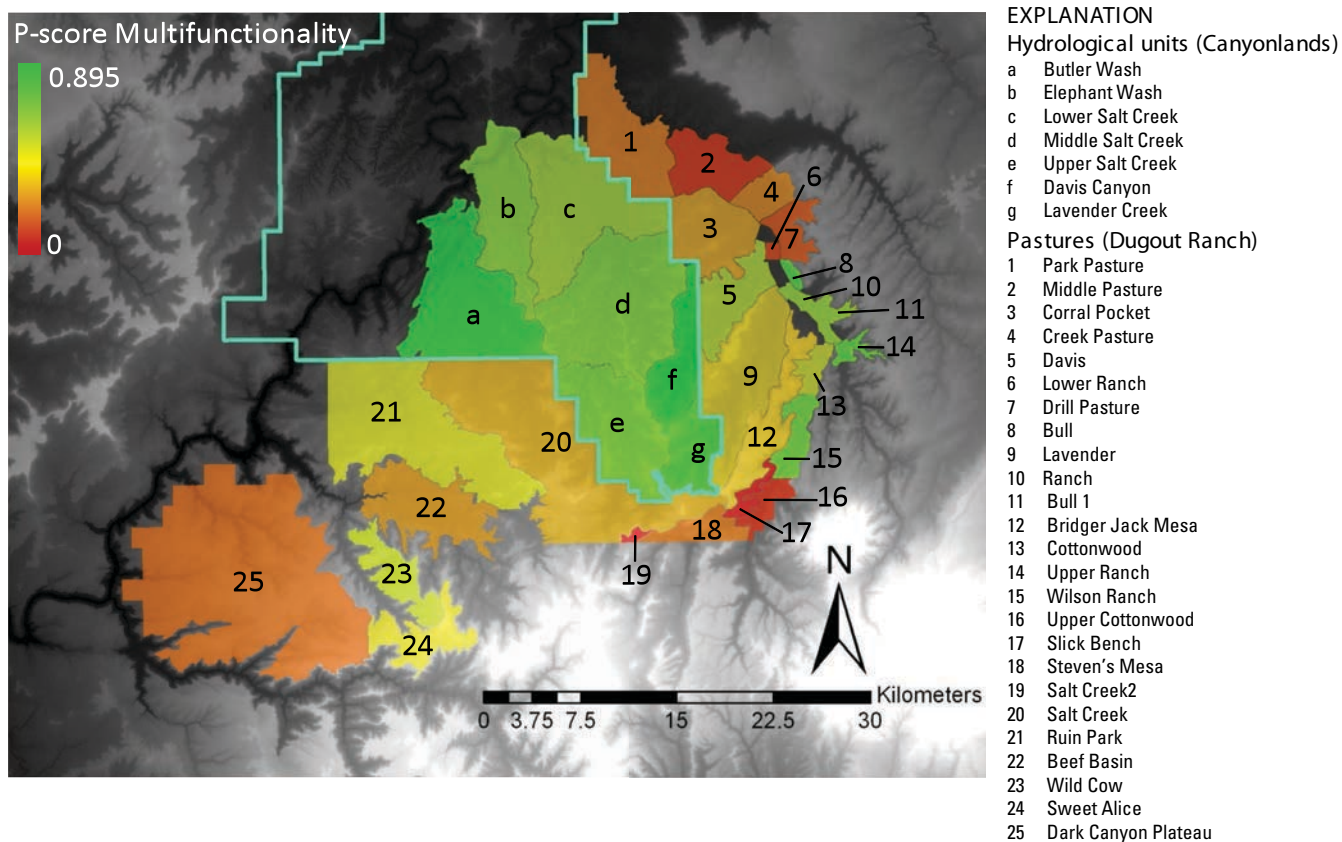 P-score Multifunctionality
0.895
0
1
2
6
4
b
c
3
7
8
5
10
d
11
a
14
f
9
13
21
e
12
20
g
15
16
22
18
17
19
23
25
24
N
Kilometers
0 3.75 7.5 15 22.5 30
EXPLANATION
Hydrological units (Canyonlands)
a Butler Wash
b Elephant Wash
c Lower Salt Creek
d Middle Salt Creek
e Upper Salt Creek
f Davis Canyon
g Lavender Creek
Pastures (Dugout Ranch)
1 Park Pasture
2 Middle Pasture
3 Corral Pocket
4 Creek Pasture
5 Davis
6 Lower Ranch
7 Drill Pasture
8 Bull
9 Lavender
10 Ranch
11 Bull 1
12 Bridger Jack Mesa
13 Cottonwood
14 Upper Ranch
15 Wilson Ranch
16 Upper Cottonwood
17 Slick Bench
18 Steven’s Mesa
19 Salt Creek2
20 Salt Creek
21 Ruin Park
22 Beef Basin
23 Wild Cow
24 Sweet Alice
25 Dark Canyon Plateau